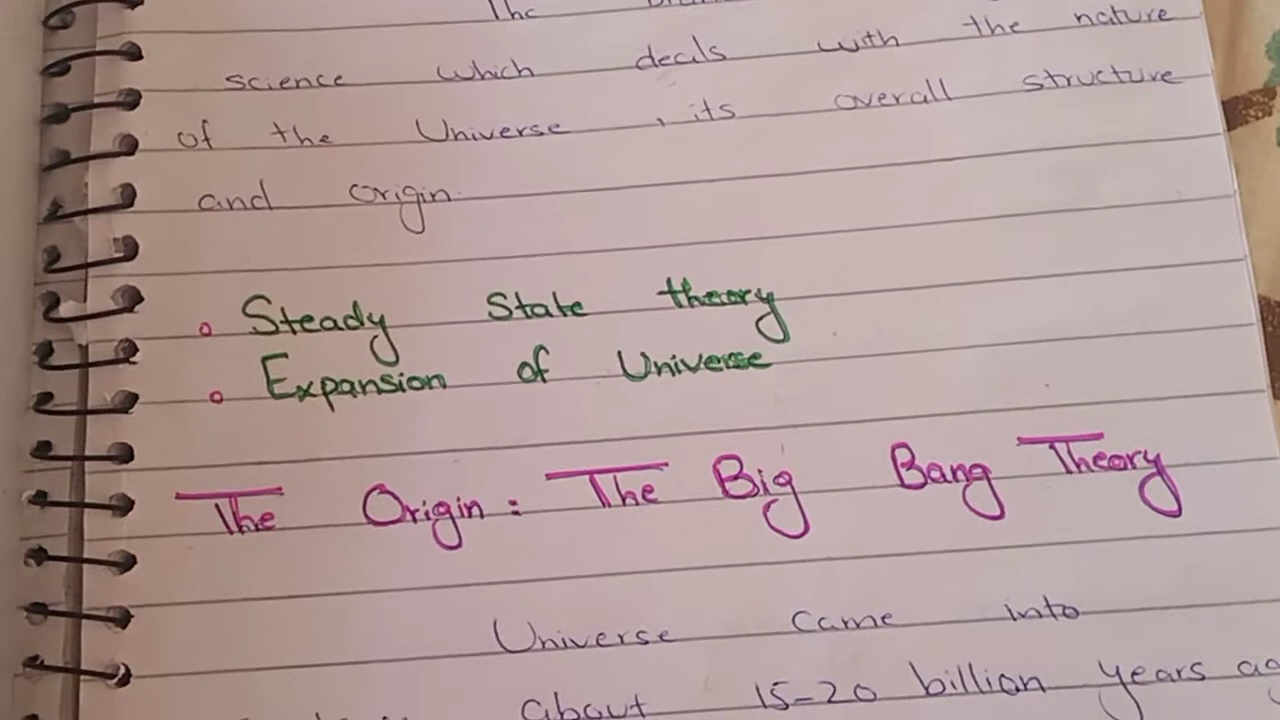 The
science which deals with the nature
of the Universe , its overall structure
and origin.
Steady State theory
Expansion of Universe
The Origin : The Big Bang Theory
Universe came into
about 15-20 billion years